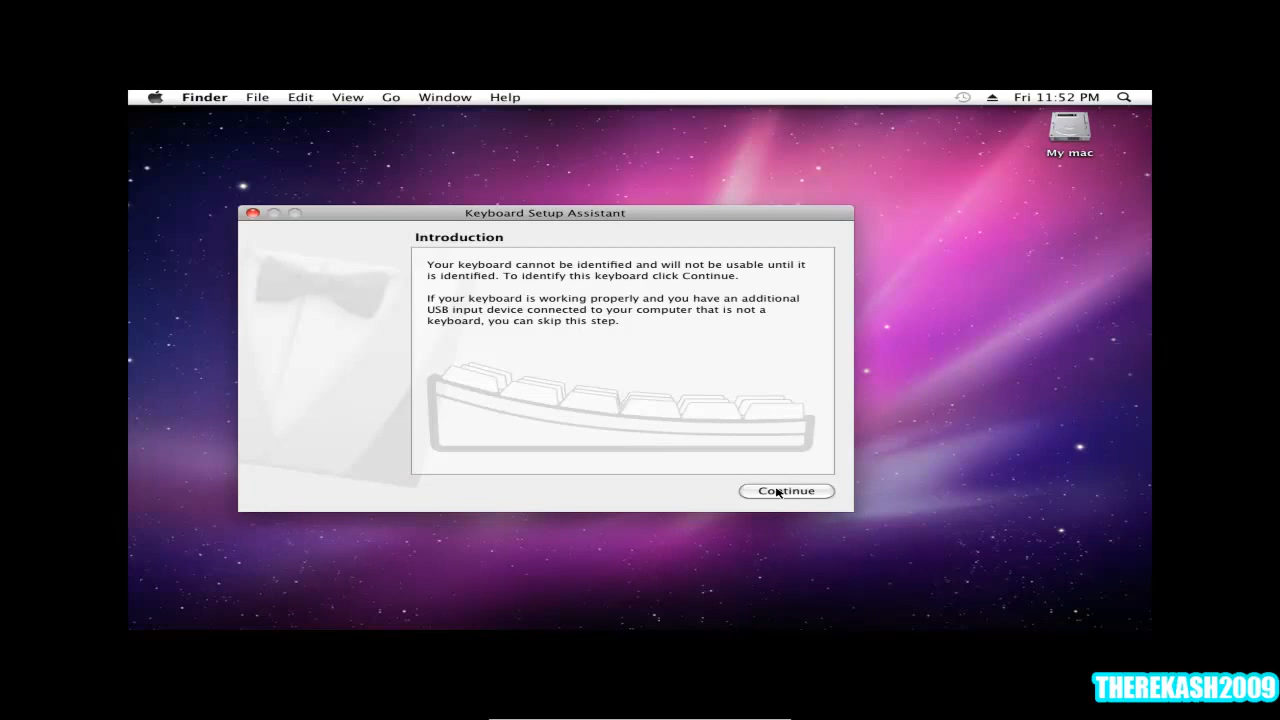 Finder File Edit View Go Window Help Fri 11:52 PM
My mac
Keyboard Setup Assistant
Introduction
Your keyboard cannot be identified and will not be usable until it
is identified. To identify this keyboard click Continue.
If your keyboard is working properly and you have an additional
USB input device connected to your computer that is not a
keyboard, you can skip this step.
Continue
THEREKASH2009